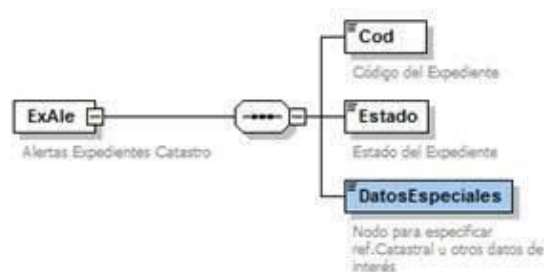 Cod
Código del Expediente
ExAle
Alertas Expedientes Catastro
Estado
Estado del Expediente
DatosEspeciales
Nodo para especificar
ref.Catastral u otros datos de
interés